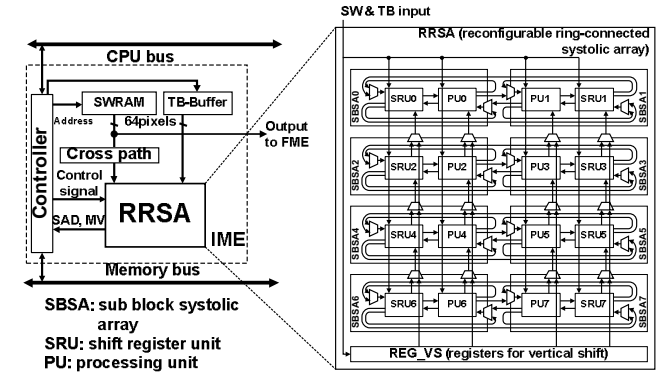 SW & TB input
RRSA (reconfigurable ring-connected
systolic array)
CPU bus
SWRAM
TB-Buffer
Address
64pixels
Output
to FME
Cross path
Controller
Control
signal
RRSA
SAD, MV
IME
Memory bus
SBSA: sub block systolic
array
SRU: shift register unit
PU: processing unit
SBSA0
SRU0
PU0
PU1
SRU1
SBSA1
SBSA2
SRU2
PU2
PU3
SRU3
SBSA3
SBSA4
SRU4
PU4
PU5
SRU5
SBSA5
SBSA6
SRU6
PU6
PU7
SRU7
SBSA7
REG_VS (registers for vertical shift)